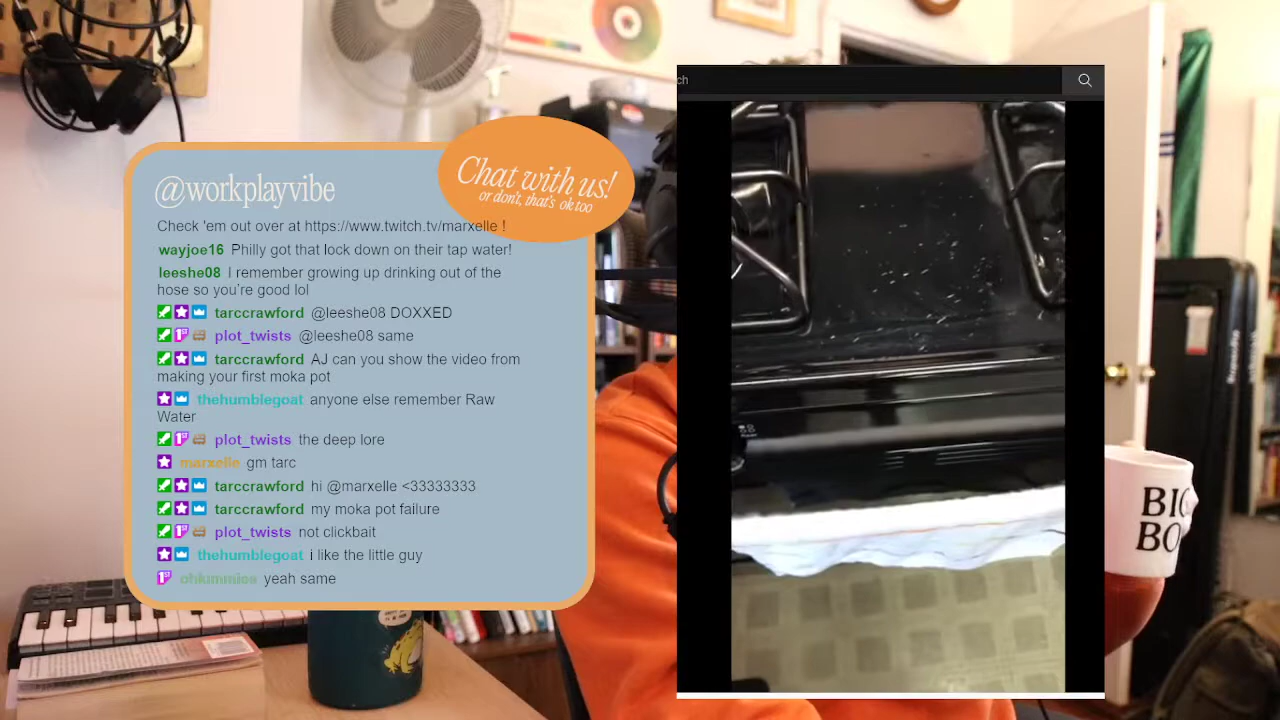 ch
Chat with us!
or don't, that's ok too
@workplayvibe
Check 'em out over at https://www.twitch.tv/marxelle !
wayjoe16 Philly got that lock down on their tap water!
leeshe08 I remember growing up drinking out of the
hose so you're good lol
tarccrawford @leeshe08 DOXXED
plot_twists @leeshe08 same
tarccrawford AJ can you show the video from
making your first moka pot
thehumblegoat anyone else remember Raw
Water
plot_twists the deep lore
marxelle gm tarc
tarccrawford hi @marxelle <33333333
tarccrawford my moka pot failure
plot_twists not clickbait
thehumblegoat i like the little guy
yeah same
BIG
BO